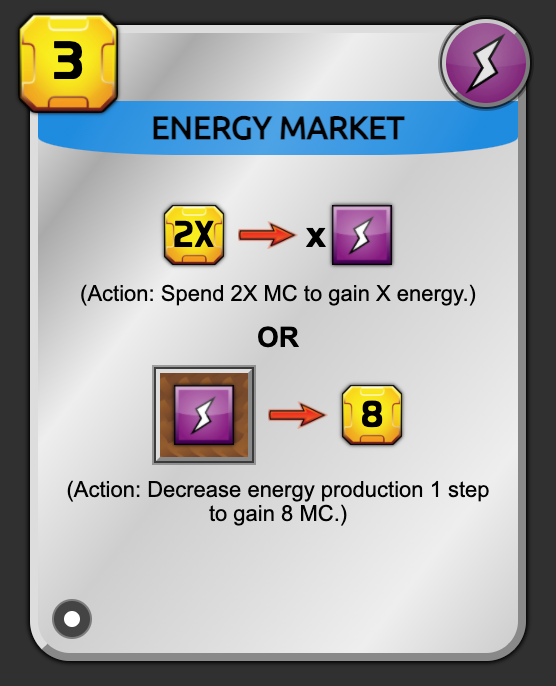 3
ENERGY MARKET
2X x
(Action: Spend 2X MC to gain X energy.)
OR
8
(Action: Decrease energy production 1 step
to gain 8 MC.)